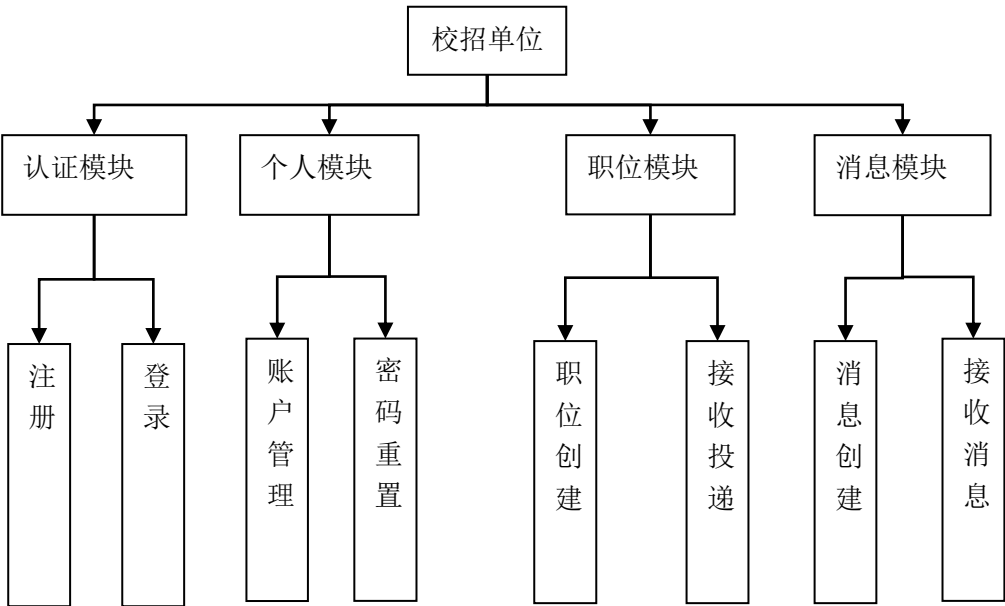 校招单位
认证模块
个人模块
职位模块
消息模块
注册
登录
账户管理
密码重置
职位创建
接收投递
消息创建
接收消息